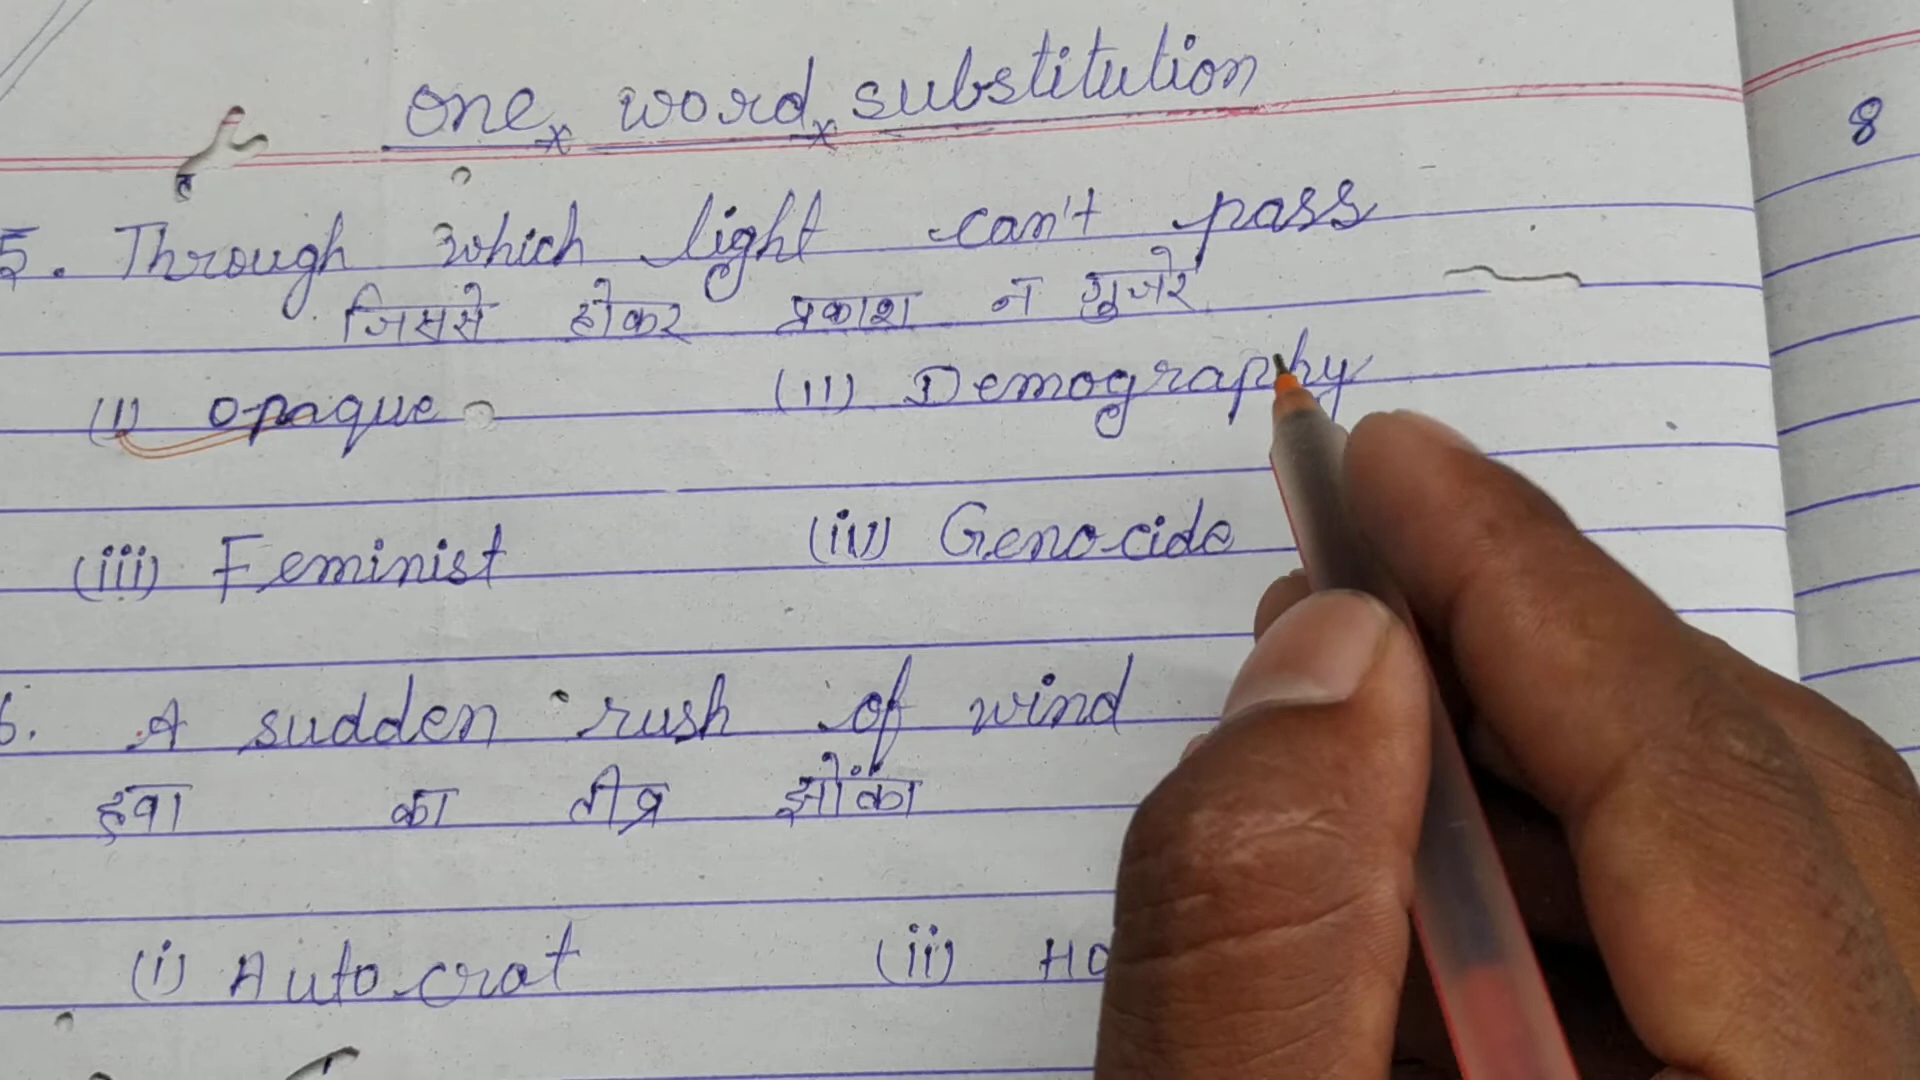 One word substitution
8
5. Through which light can't pass
जिससे होकर प्रकाश न गुजरे
(i) Opaque (ii) Demography
(iii) Feminist (iv) Genocide
6. A sudden rush of wind
हवा का तीव्र झोंका
(i) Autocrat (ii)